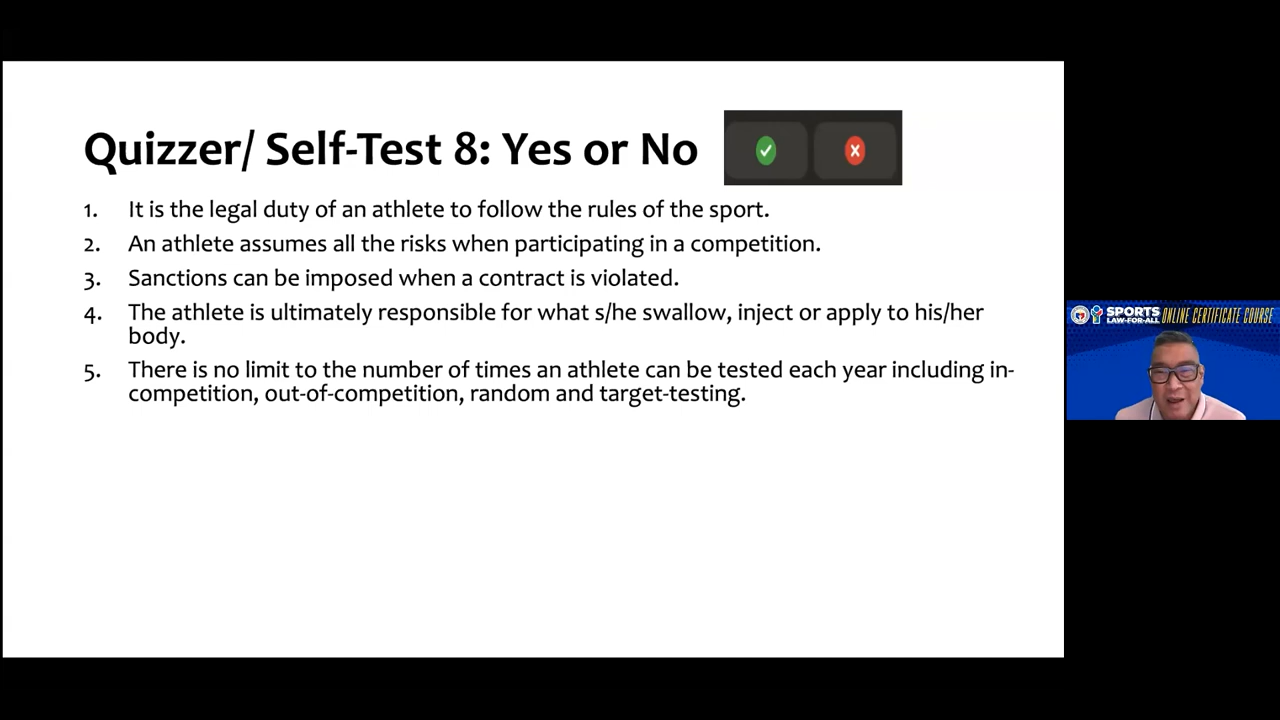 Quizzer/ Self-Test 8: Yes or No
1. It is the legal duty of an athlete to follow the rules of the sport.
2. An athlete assumes all the risks when participating in a competition.
3. Sanctions can be imposed when a contract is violated.
4. The athlete is ultimately responsible for what s/he swallow, inject or apply to his/her
body.
5. There is no limit to the number of times an athlete can be tested each year including in-
competition, out-of-competition, random and target-testing.
SPORTS
LAW-FOR-ALL
ONLINE CERTIFICATE COURSE